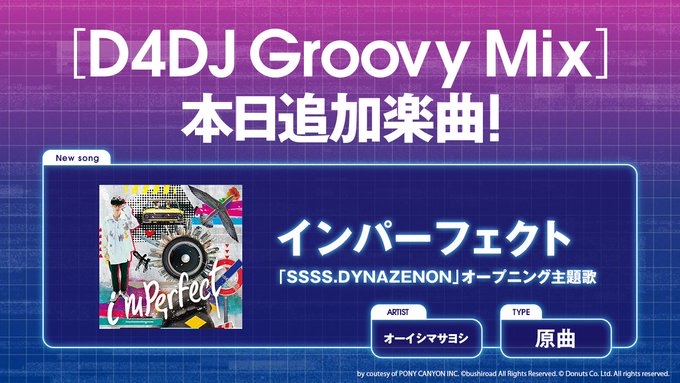 [D4DJ Groovy Mix]
本日追加楽曲!
New song
imperfect
インパーフェクト
「SSSS.DYNAZENON」オープニング主題歌
ARTIST
オーイシマサヨシ
TYPE
原曲
by coutesy of PONY CANYON INC. ©bushiroad All Rights Reserved. © Donuts Co. Ltd. All rights reserved.